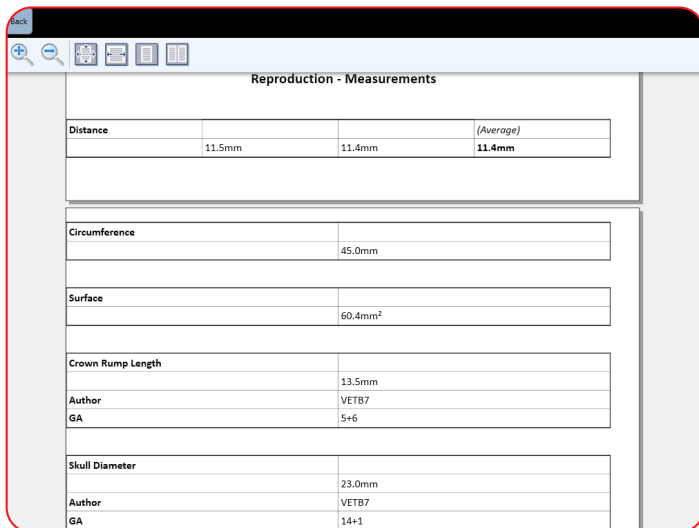 Back
Reproduction - Measurements
Distance (Average)
11.5mm 11.4mm 11.4mm
Circumference
45.0mm
Surface
60.4mm²
Crown Rump Length
13.5mm
Author VETB7
GA 5+6
Skull Diameter
23.0mm
Author VETB7
GA 14+1